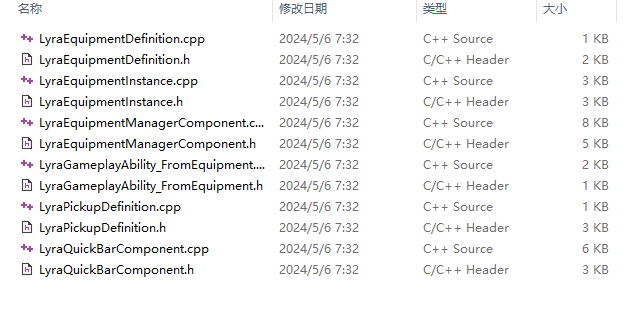 名称 修改日期 类型 大小
LyraEquipmentDefinition.cpp 2024/5/6 7:32 C++ Source 1 KB
LyraEquipmentDefinition.h 2024/5/6 7:32 C/C++ Header 2 KB
LyraEquipmentInstance.cpp 2024/5/6 7:32 C++ Source 3 KB
LyraEquipmentInstance.h 2024/5/6 7:32 C/C++ Header 3 KB
LyraEquipmentManagerComponent.c... 2024/5/6 7:32 C++ Source 8 KB
LyraEquipmentManagerComponent.h 2024/5/6 7:32 C/C++ Header 5 KB
LyraGameplayAbility_FromEquipment.... 2024/5/6 7:32 C++ Source 2 KB
LyraGameplayAbility_FromEquipment.h 2024/5/6 7:32 C/C++ Header 1 KB
LyraPickupDefinition.cpp 2024/5/6 7:32 C++ Source 1 KB
LyraPickupDefinition.h 2024/5/6 7:32 C/C++ Header 3 KB
LyraQuickBarComponent.cpp 2024/5/6 7:32 C++ Source 6 KB
LyraQuickBarComponent.h 2024/5/6 7:32 C/C++ Header 3 KB